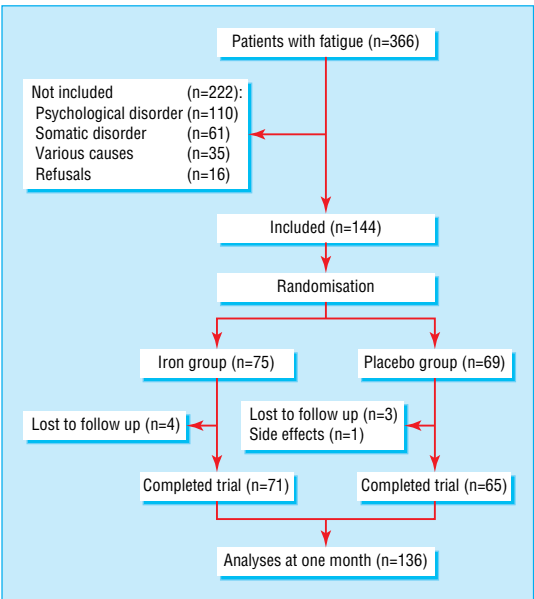 Patients with fatigue (n=366)
Not included (n=222):
Psychological disorder (n=110)
Somatic disorder (n=61)
Various causes (n=35)
Refusals (n=16)
Included (n=144)
Randomisation
Iron group (n=75)
Placebo group (n=69)
Lost to follow up (n=4)
Lost to follow up (n=3)
Side effects (n=1)
Completed trial (n=71)
Completed trial (n=65)
Analyses at one month (n=136)